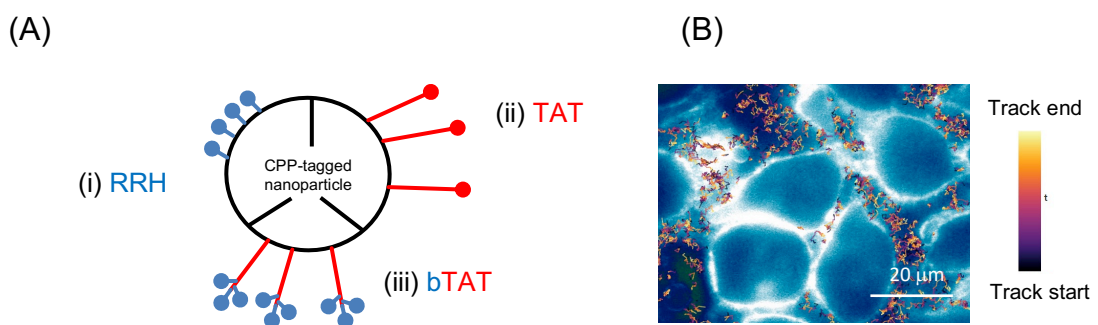 (A)
(B)
(i) RRH
CPP-tagged
nanoparticle
(ii) TAT
(iii) bTAT
20 μm
Track end
t
Track start